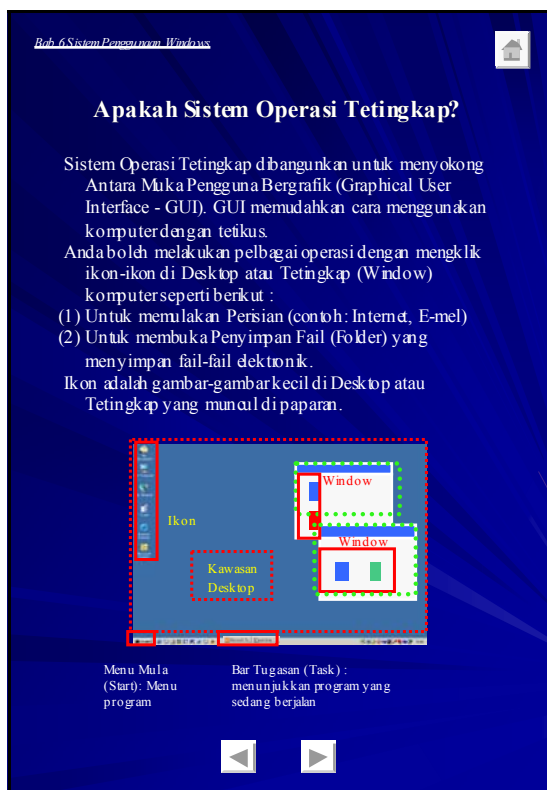 Bab 6 Sistem Penggunaan Windows
Apakah Sistem Operasi Tetingkap?
Sistem Operasi Tetingkap dibangunkan untuk menyokong
Antara Muka Pengguna Bergrafik (Graphical User
Interface - GUI). GUI memudahkan cara menggunakan
komputer dengan tetikus.
Anda boleh melakukan pelbagai operasi dengan mengklik
ikon-ikon di Desktop atau Tetingkap (Window)
komputer seperti berikut :
(1) Untuk memulakan Perisian (contoh: Internet, E-mel)
(2) Untuk membuka Penyimpan Fail (Folder) yang
menyimpan fail-fail elektronik.
Ikon adalah gambar-gambar kecil di Desktop atau
Tetingkap yang muncul di paparan.
Window
Ikon
Window
Kawasan
Desktop
Menu Mula
(Start): Menu
program
Bar Tugasan (Task) :
menunjukkan program yang
sedang berjalan